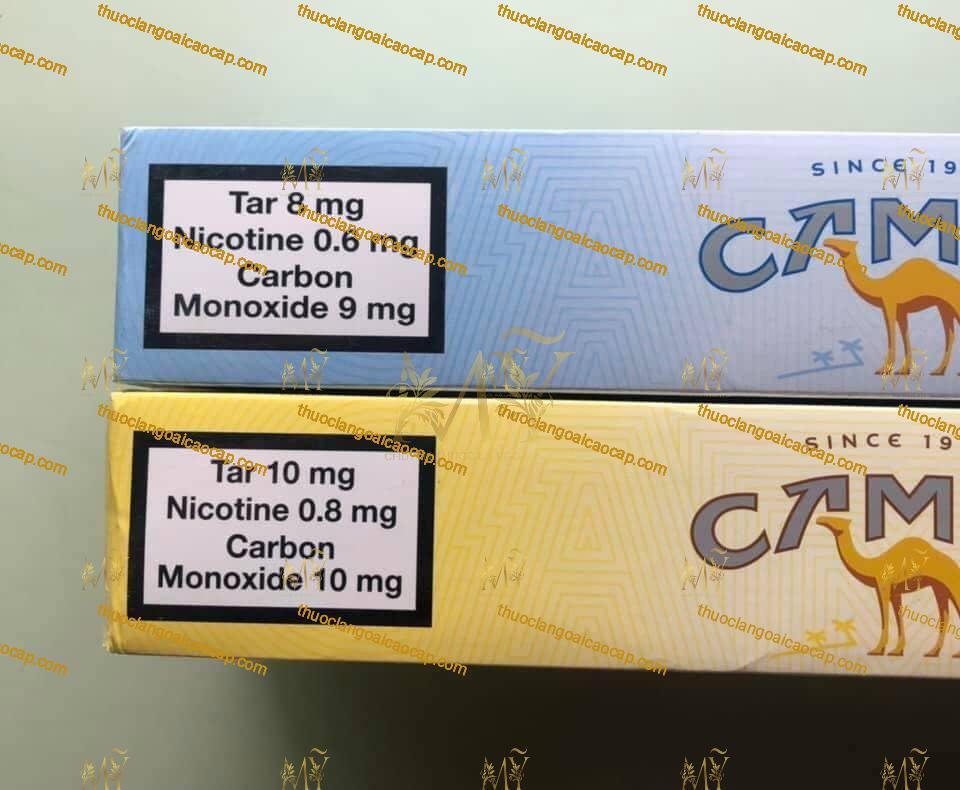 thuoclangoaicaocap.com
MỸ
Tar 8 mg
Nicotine 0.6 mg
Carbon
Monoxide 9 mg
SINCE 19
CAM
Tar 10 mg
Nicotine 0.8 mg
Carbon
Monoxide 10 mg
SINCE 19
CAM